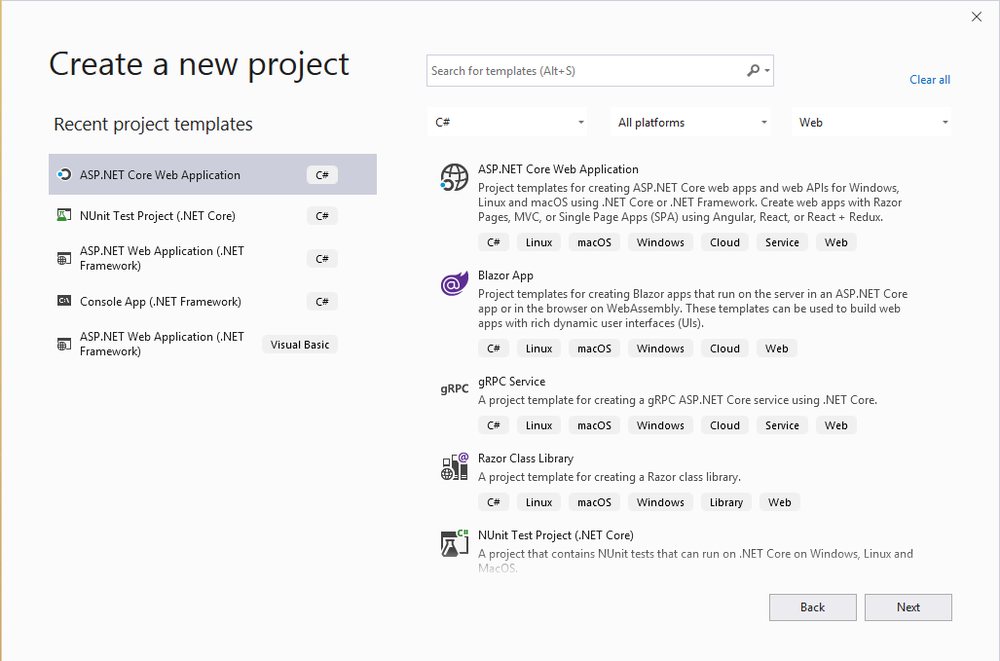 Create a new project
Search for templates (Alt+S)
Clear all
Recent project templates
C#
All platforms
Web
ASP.NET Core Web Application
C#
NUnit Test Project (.NET Core)
C#
ASP.NET Web Application (.NET
Framework)
C#
Console App (.NET Framework)
C#
ASP.NET Web Application (.NET
Framework)
Visual Basic
ASP.NET Core Web Application
Project templates for creating ASP.NET Core web apps and web APIs for Windows,
Linux and macOS using .NET Core or .NET Framework. Create web apps with Razor
Pages, MVC, or Single Page Apps (SPA) using Angular, React, or React + Redux.
C# Linux macOS Windows Cloud Service Web
@
Blazor App
Project templates for creating Blazor apps that run on the server in an ASP.NET Core
app or in the browser on WebAssembly. These templates can be used to build web
apps with rich dynamic user interfaces (UIs).
C# Linux macOS Windows Cloud Web
gRPC
gRPC Service
A project template for creating a gRPC ASP.NET Core service using .NET Core.
C# Linux macOS Windows Cloud Service Web
@
Razor Class Library
A project template for creating a Razor class library.
C# Linux macOS Windows Library Web
C#
NUnit Test Project (.NET Core)
A project that contains NUnit tests that can run on .NET Core on Windows, Linux and
MacOS.
Back
Next